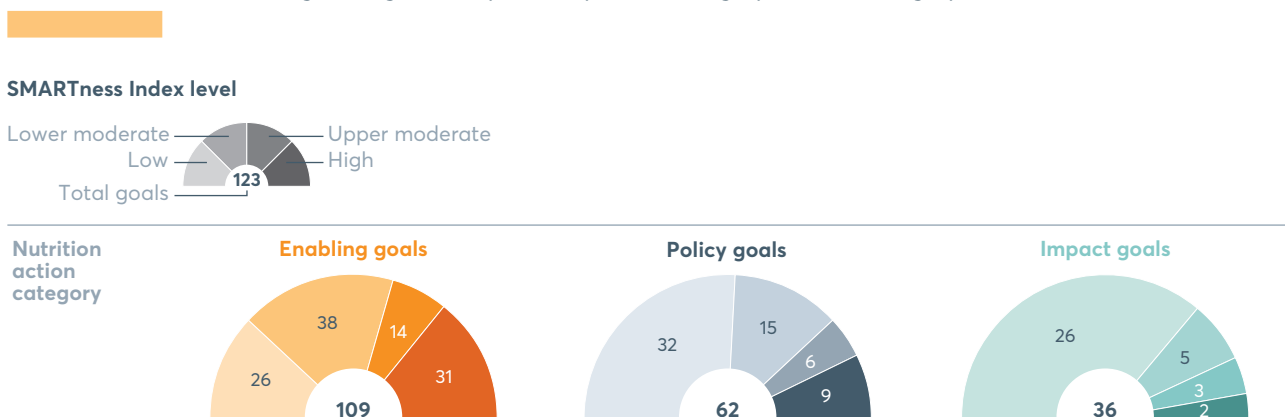 SMARTness Index level
Lower moderate
Upper moderate
Low
High
123
Total goals
Nutrition
action
category
Enabling goals
Policy goals
Impact goals
38
14
26
31
109
32
15
6
9
62
26
5
3
2
36